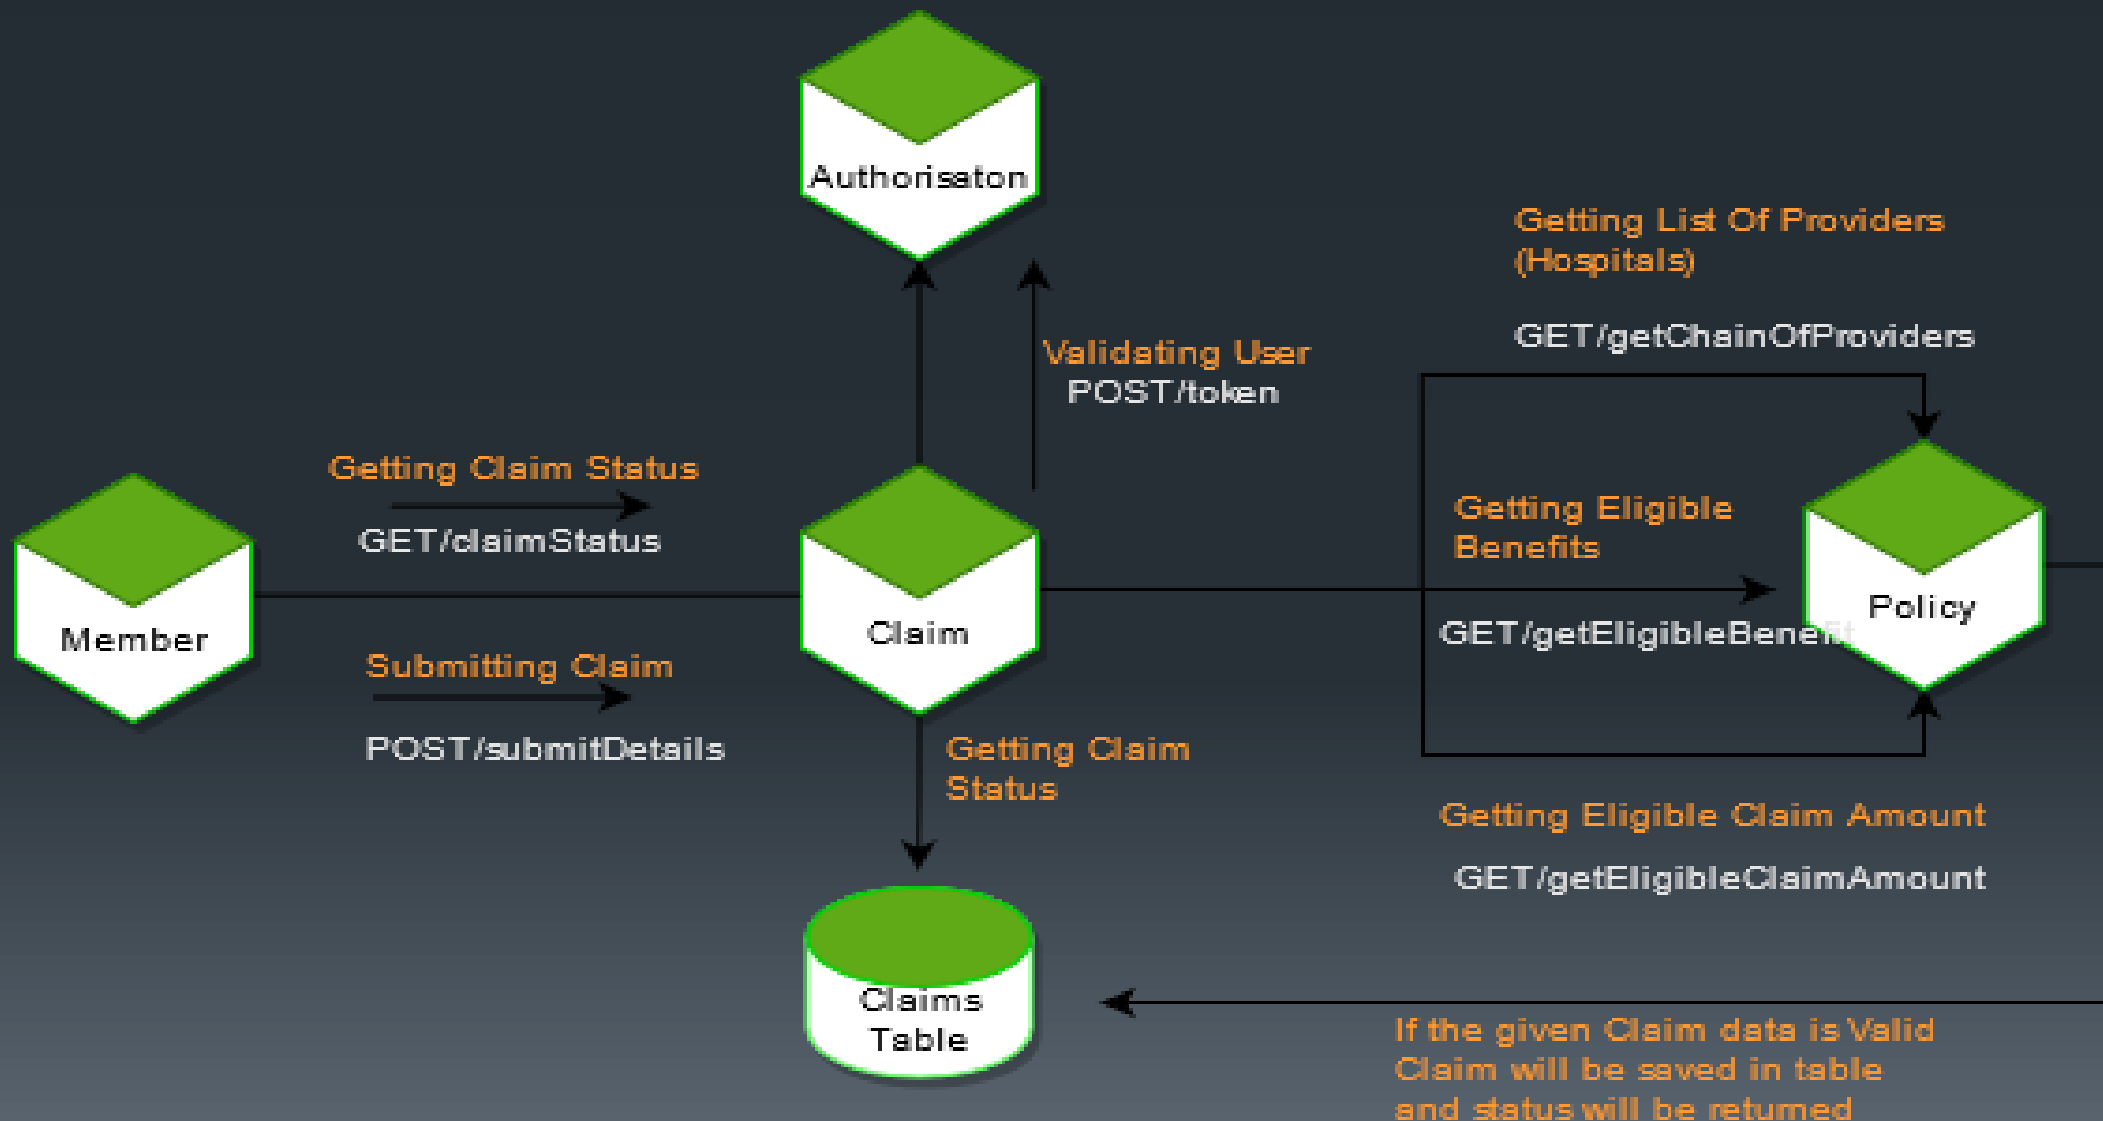 Authorisaton
Getting List Of Providers
(Hospitals)
GET/getChainOfProviders
Validating User
POST/token
Getting Claim Status
GET/claimStatus
Getting Eligible
Benefits
GET/getEligibleBenefit
Member
Claim
Policy
Submitting Claim
POST/submitDetails
Getting Claim
Status
Getting Eligible Claim Amount
GET/getEligibleClaimAmount
Claims
Table
If the given Claim data is Valid
Claim will be saved in table
and status will be returned